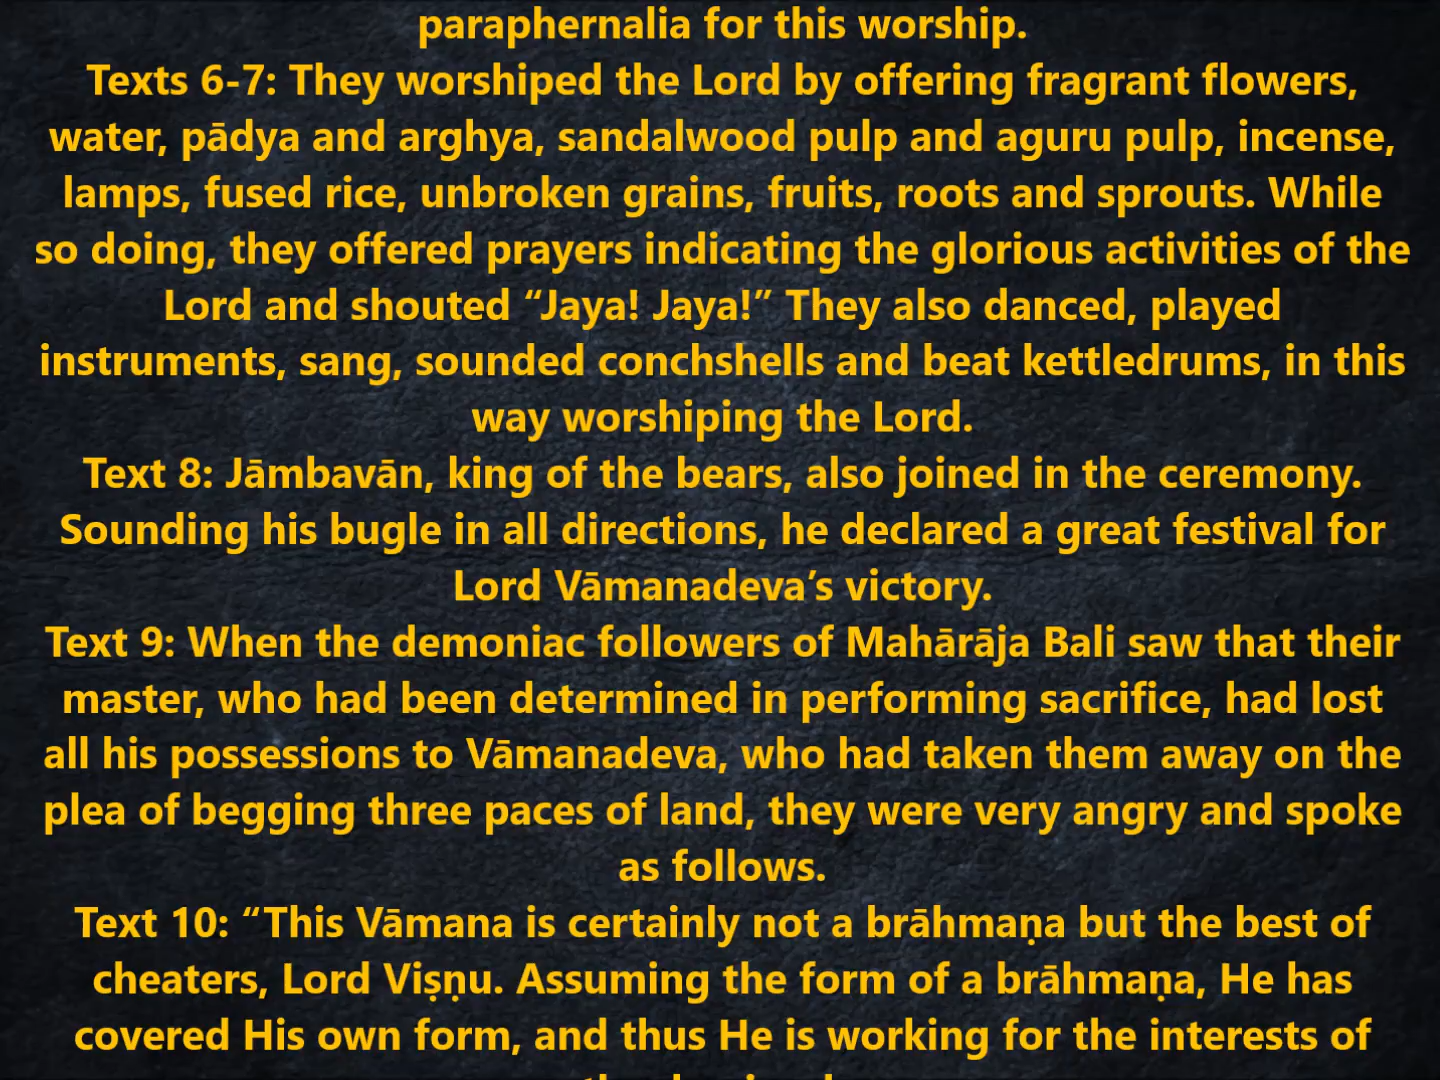 paraphernalia for this worship.
Texts 6-7: They worshiped the Lord by offering fragrant flowers,
water, pādya and arghya, sandalwood pulp and aguru pulp, incense,
lamps, fused rice, unbroken grains, fruits, roots and sprouts. While
so doing, they offered prayers indicating the glorious activities of the
Lord and shouted “Jaya! Jaya!” They also danced, played
instruments, sang, sounded conchshells and beat kettledrums, in this
way worshiping the Lord.
Text 8: Jāmbavān, king of the bears, also joined in the ceremony.
Sounding his bugle in all directions, he declared a great festival for
Lord Vāmanadeva’s victory.
Text 9: When the demoniac followers of Mahārāja Bali saw that their
master, who had been determined in performing sacrifice, had lost
all his possessions to Vāmanadeva, who had taken them away on the
plea of begging three paces of land, they were very angry and spoke
as follows.
Text 10: “This Vāmana is certainly not a brāhmaṇa but the best of
cheaters, Lord Viṣṇu. Assuming the form of a brāhmaṇa, He has
covered His own form, and thus He is working for the interests of